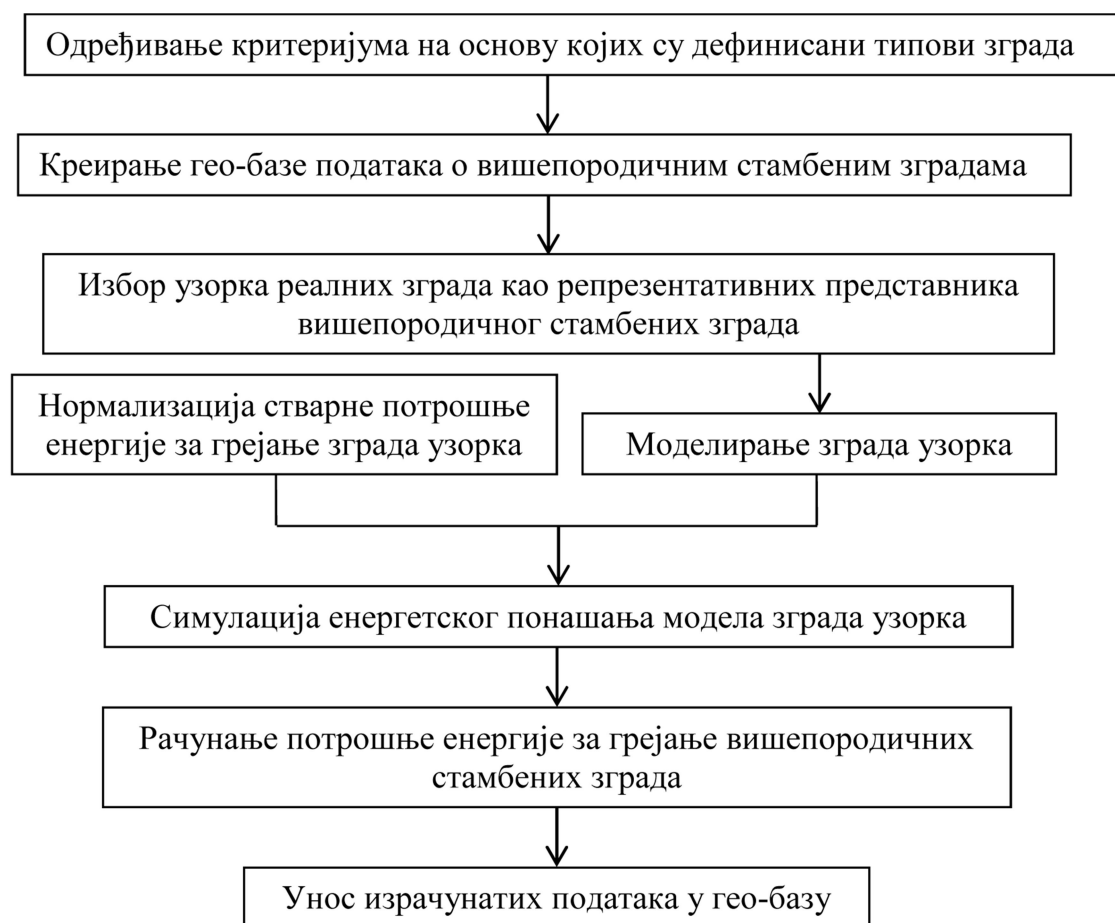 Одређивање критеријума на основу којих су дефинисани типови зграда
Креирање гео-базе података о вишепородичним стамбеним зградама
Избор узорка реалних зграда као репрезентативних представника
вишепородичног стамбених зграда
Нормализација стварне потрошње
енергије за грејање зграда узорка
Моделирање зграда узорка
Симулација енергетског понашања модела зграда узорка
Рачунање потрошње енергије за грејање вишепородичних
стамбених зграда
Унос израчунатих података у гео-базу